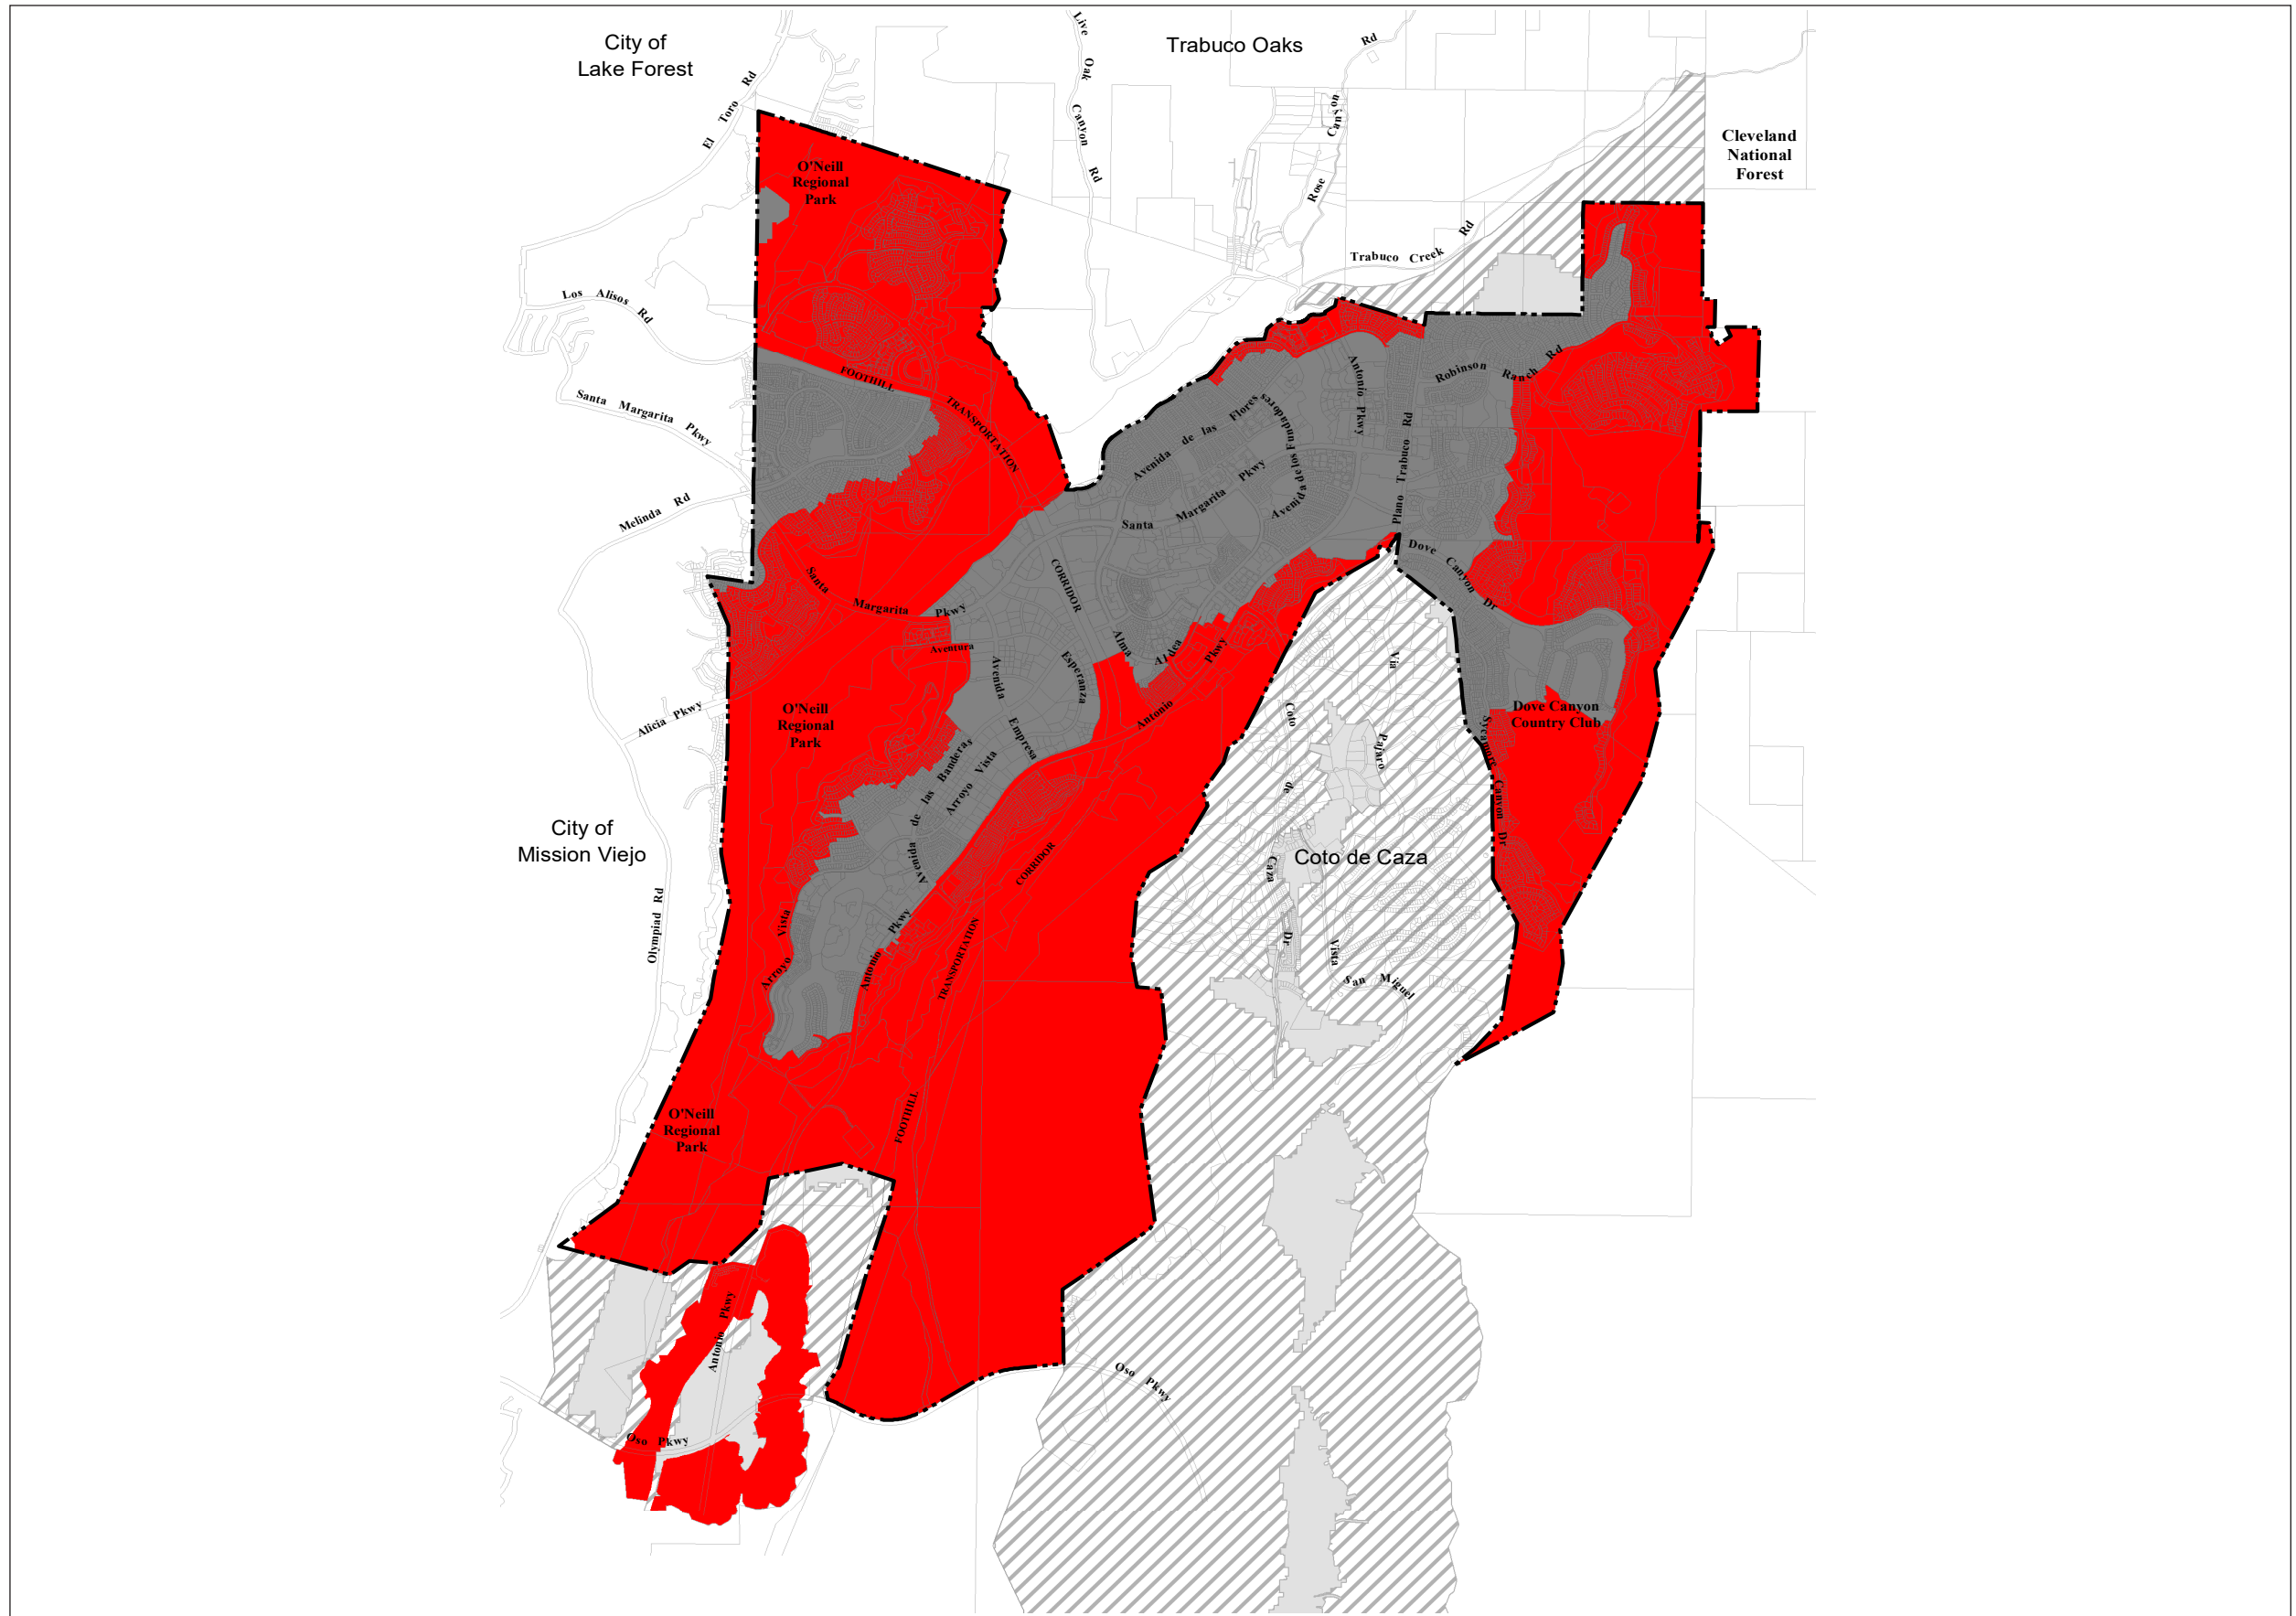 City of
Lake Forest
Trabuco Oaks
Live Oak Canyon Rd
Rd
El Toro Rd
Cleveland
National
Forest
O'Neill
Regional
Park
Rose Canyon
Trabuco Creek Rd
Los Alisos Rd
FOOTHILL
TRANSPORTATION
Santa Margarita Pkwy
Antonio Pkwy
Robinson Ranch Rd
Avenida de las Flores
Avenida de los Fundadores
Plano Trabuco Rd
Melinda Rd
Santa Margarita Pkwy
Dove Canyon Dr
CORRIDOR
Santa Margarita Pkwy
Aventura
Alma Aldea
Pkwy
Antonio
Avenida Empresa
Esperanza
Via
Pajaro
Alicia Pkwy
O'Neill
Regional
Park
Dove Canyon
Country Club
Sycamore Canyon Dr
Avenida de las Banderas
Arroyo Vista
City of
Mission Viejo
Coto de Caza
Coto de Caza Dr
CORRIDOR
TRANSPORTATION
FOOTHILL
Arroyo Vista
Antonio Pkwy
Olympiad Rd
Vista
San Miguel
O'Neill
Regional
Park
Antonio Pkwy
Oso Pkwy
Oso Pkwy